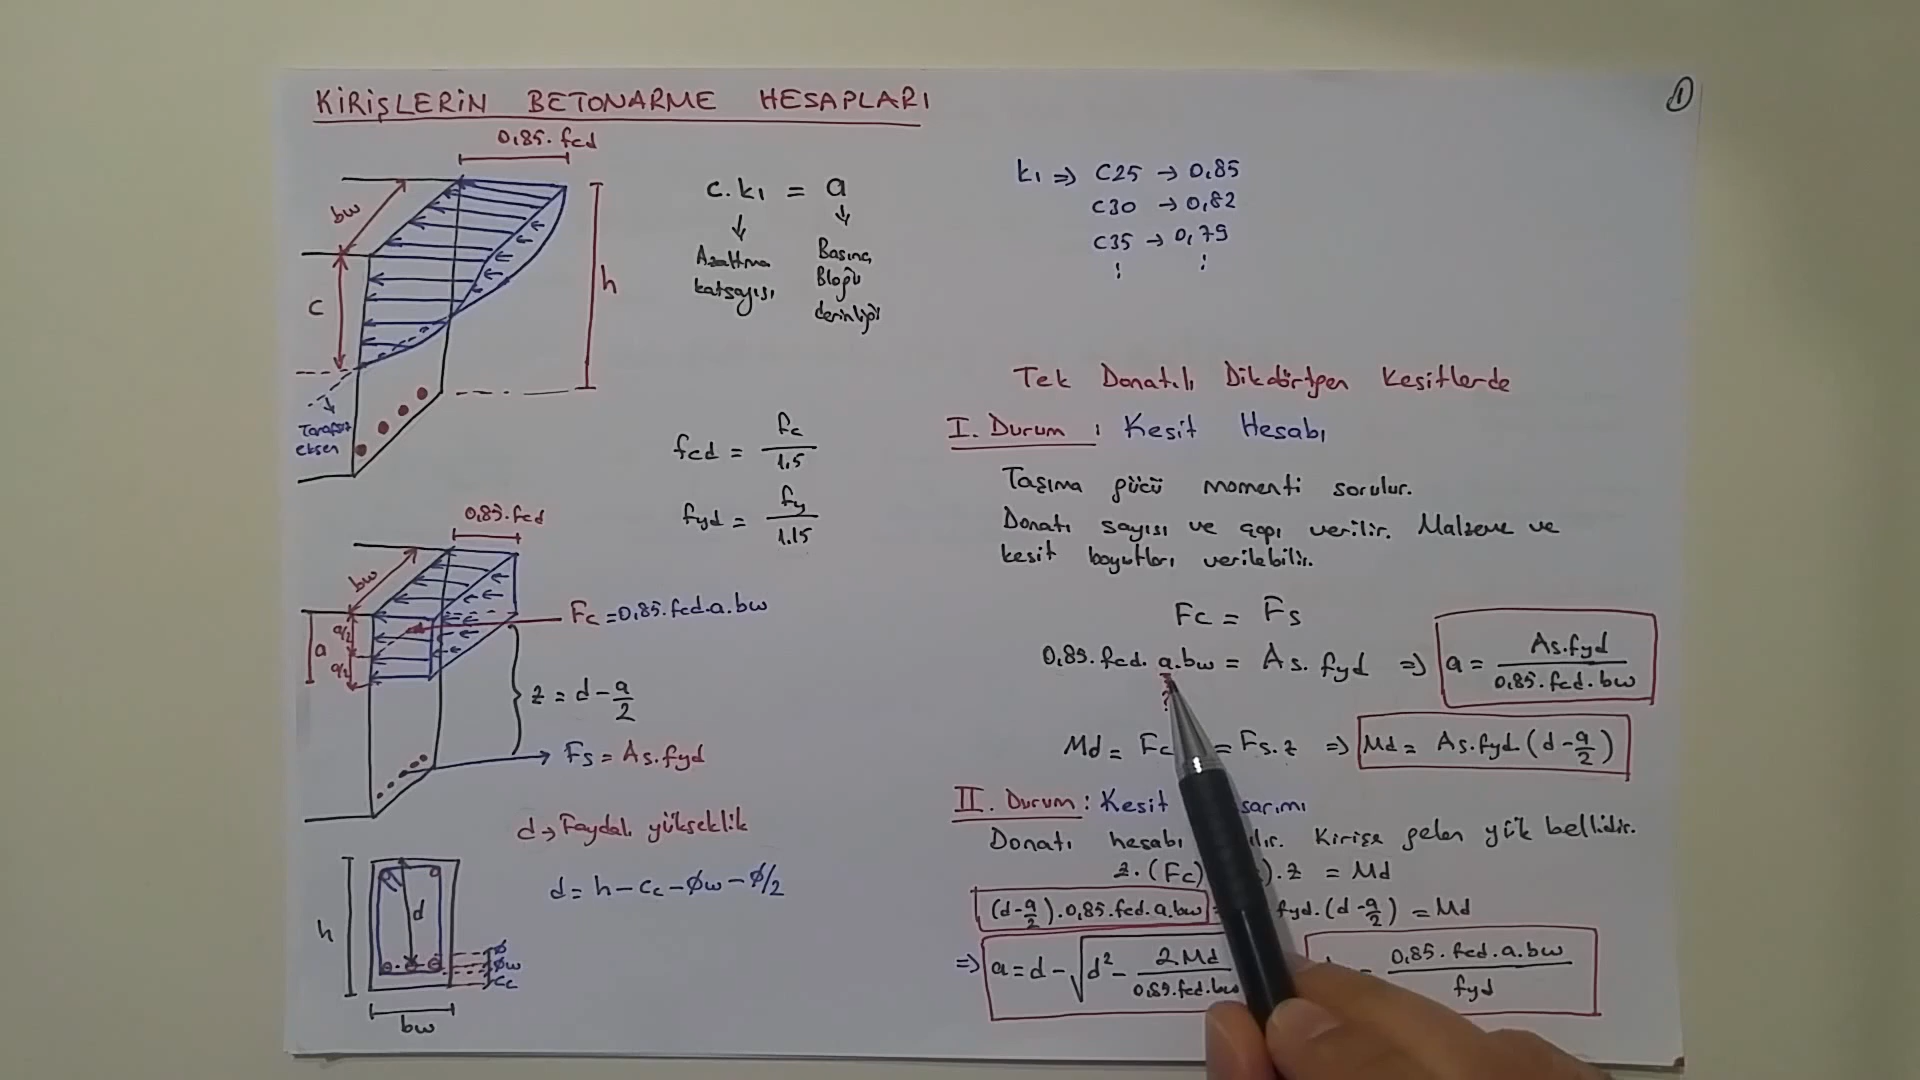 KİRİŞLERİN BETONARME HESAPLARI
1
0,85.fcd
bw
c
h
Tarafsız
eksen
c.k1 = a
Azaltma
katsayısı
Basınç
Bloğu
derinliği
k1 => C25 → 0,85
C30 → 0,82
C35 → 0,79
fcd = fc / 1.5
fyd = fy / 1.15
0,85.fcd
bw
a
a/2
a/2
Fc = 0,85.fcd.a.bw
z = d - a/2
Fs = As.fyd
d → Faydalı yükseklik
d = h - cc - Øw - Ø/2
h
d
Ø
Øw
cc
bw
Tek Donatılı Dikdörtgen Kesitlerde
I. Durum : Kesit Hesabı
Taşıma gücü momenti sorulur.
Donatı sayısı ve çapı verilir. Malzeme ve
kesit boyutları verilebilir.
Fc = Fs
0,85.fcd.a.bw = As.fyd => a = As.fyd / 0,85.fcd.bw
?
Md = Fc = Fs.z => Md = As.fyd.(d - a/2)
II. Durum : Kesit sarımı
Donatı hesabı ılır. Kirişe gelen yük bellidir.
z.(Fc) ).z = Md
(d - a/2).0,85.fcd.a.bw fyd.(d - a/2) = Md
=> a = d - √(d² - 2.Md / 0,85.fcd.bw
= 0,85.fcd.a.bw / fyd